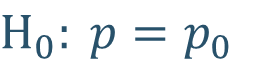 H₀: p = p₀